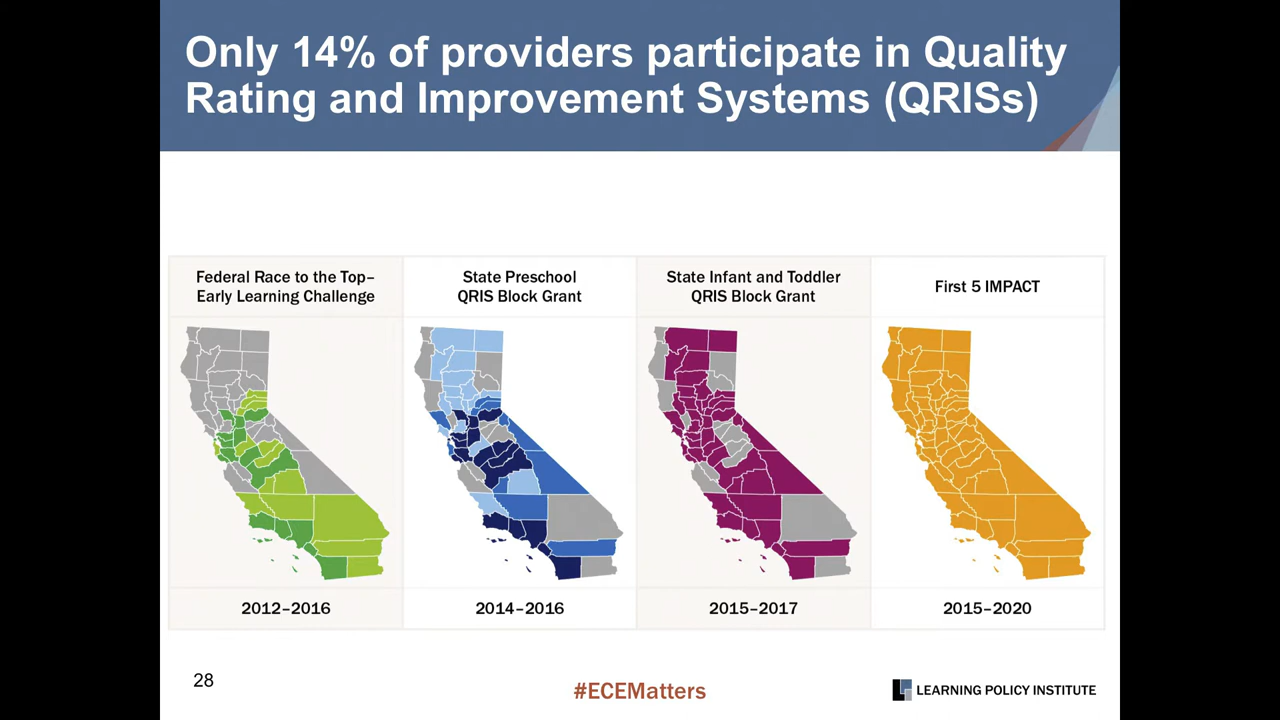 Only 14% of providers participate in Quality
Rating and Improvement Systems (QRISs)
Federal Race to the Top–
Early Learning Challenge
State Preschool
QRIS Block Grant
State Infant and Toddler
QRIS Block Grant
First 5 IMPACT
2012–2016
2014–2016
2015–2017
2015–2020
28
#ECEMatters
LEARNING POLICY INSTITUTE